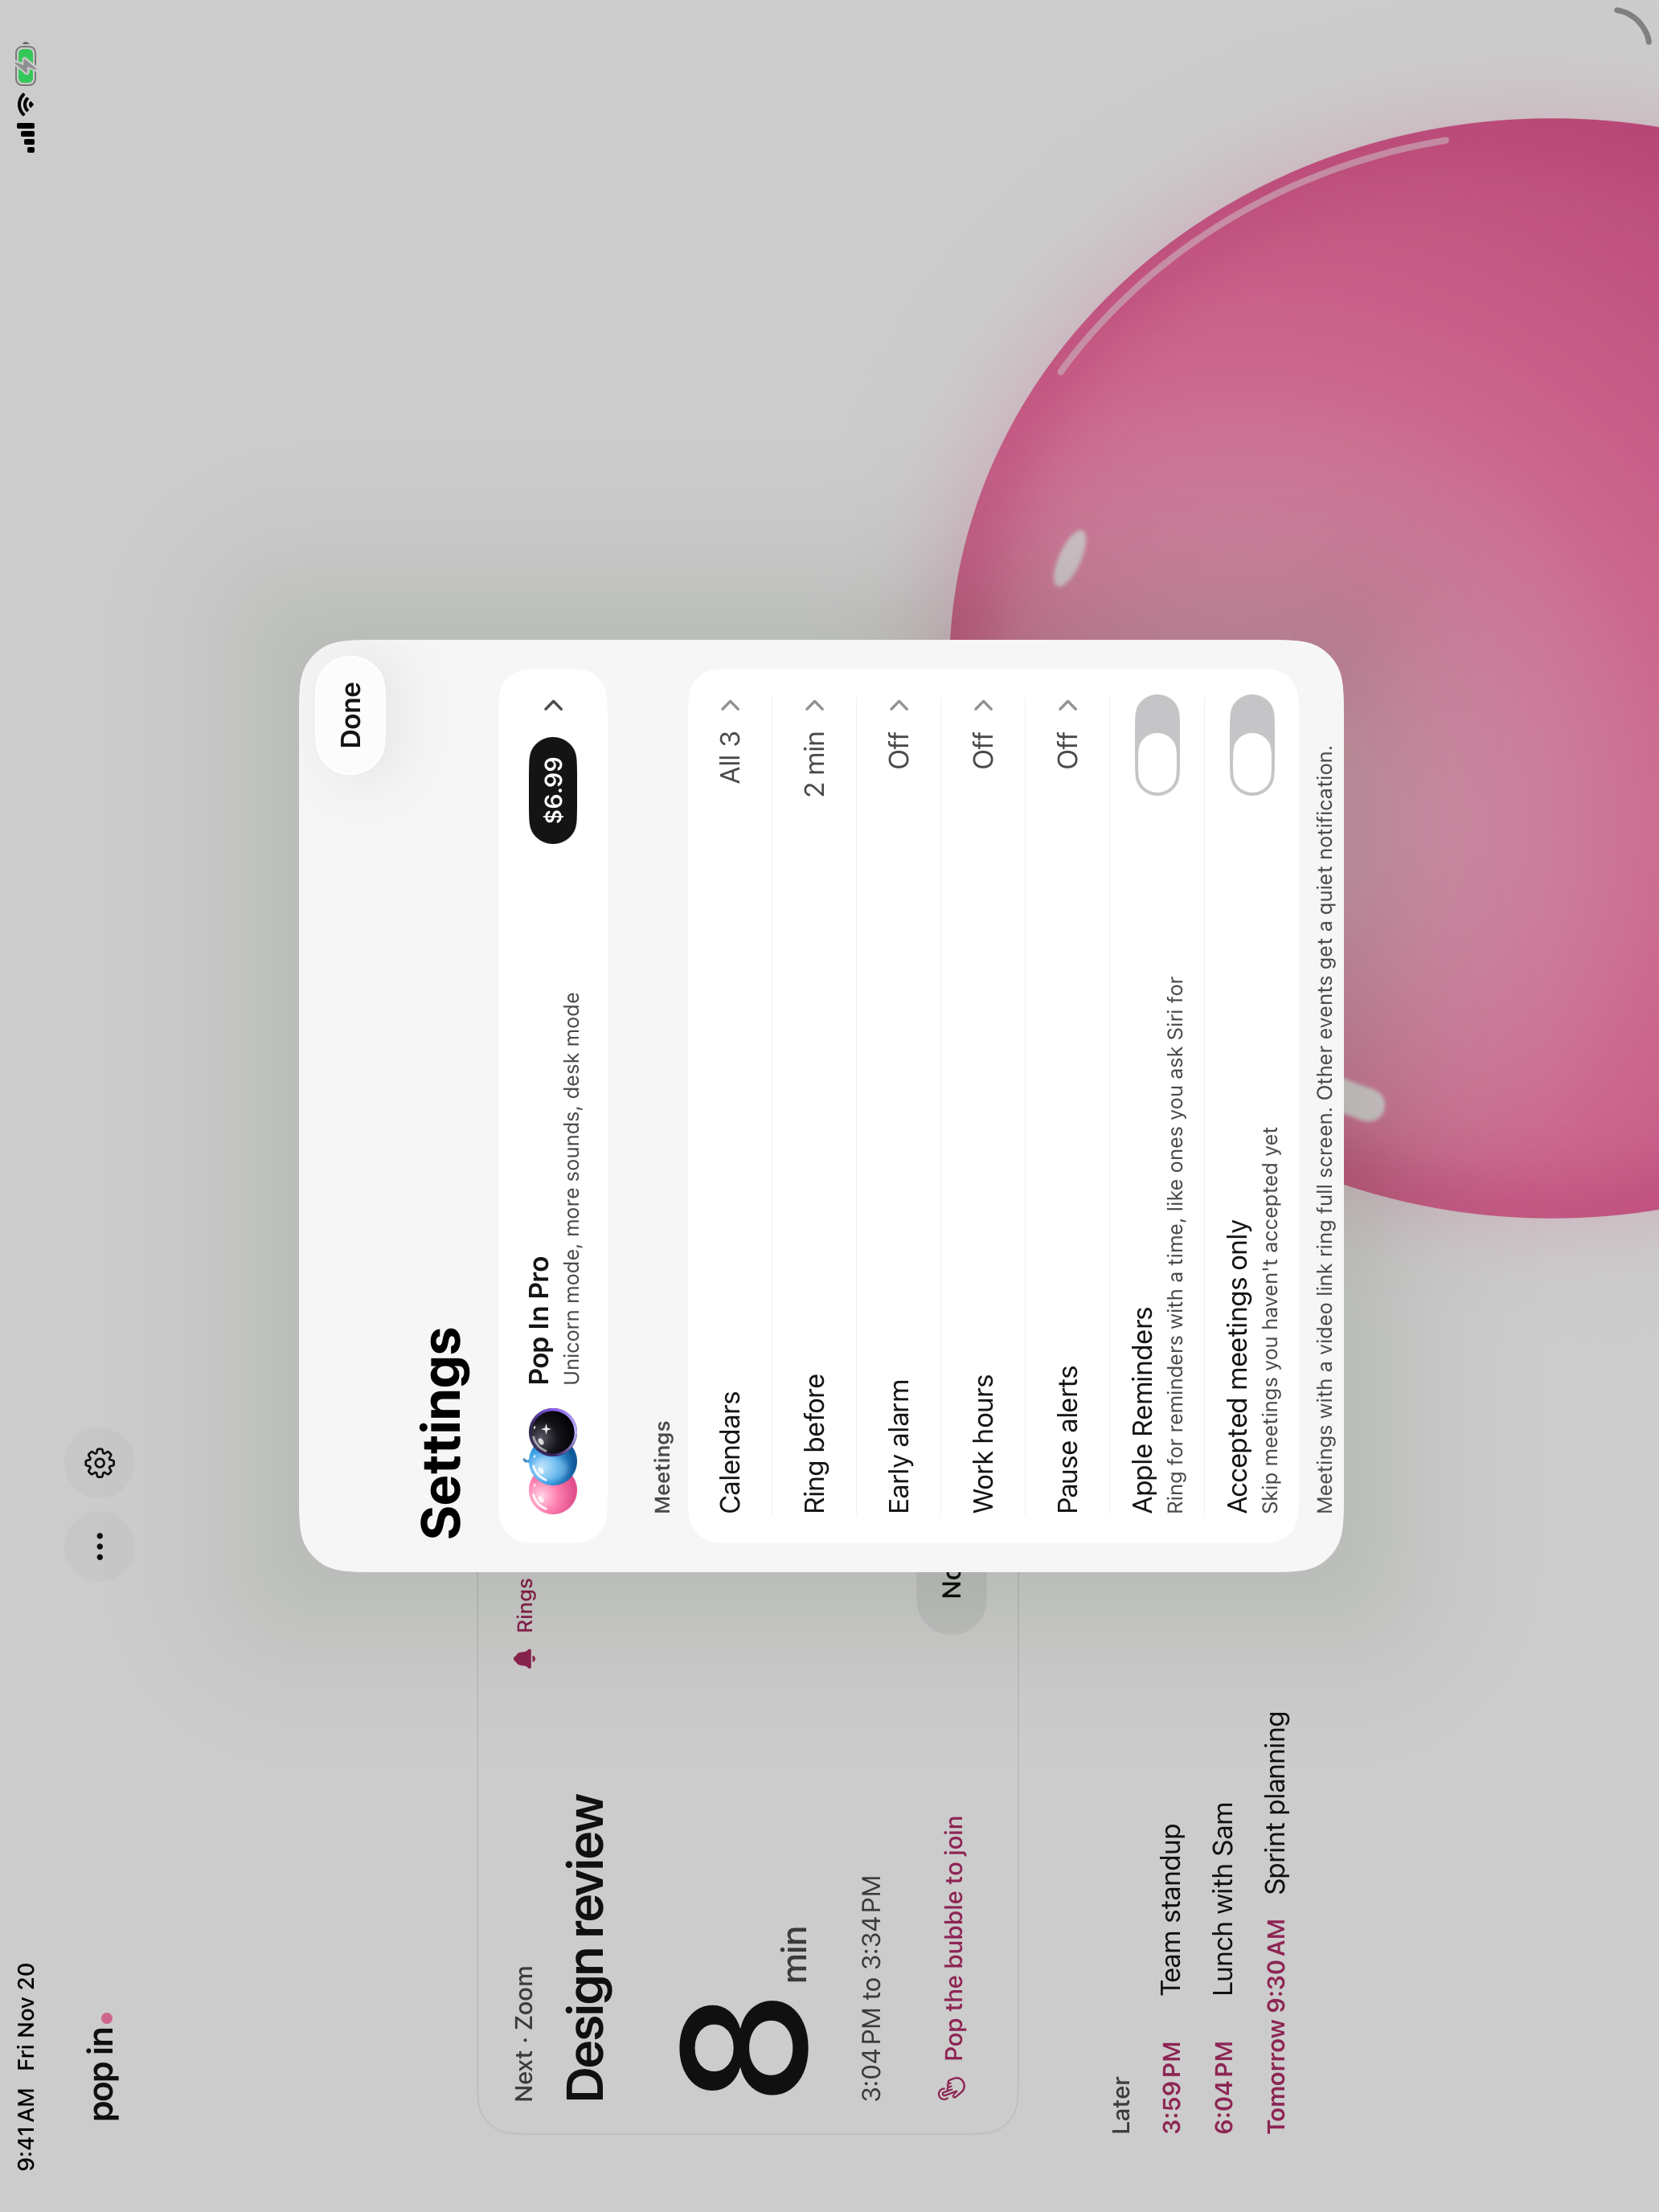 9:41 AM Fri Nov 20
pop in
Next · Zoom
Rings
Design review
8 min
3:04 PM to 3:34 PM
Pop the bubble to join
Later
3:59 PM Team standup
6:04 PM Lunch with Sam
Tomorrow 9:30 AM Sprint planning
Done
Settings
Pop In Pro
Unicorn mode, more sounds, desk mode
$6.99
Meetings
Calendars All 3
Ring before 2 min
Early alarm Off
Work hours Off
Pause alerts Off
Apple Reminders
Ring for reminders with a time, like ones you ask Siri for
Accepted meetings only
Skip meetings you haven't accepted yet
Meetings with a video link ring full screen. Other events get a quiet notification.